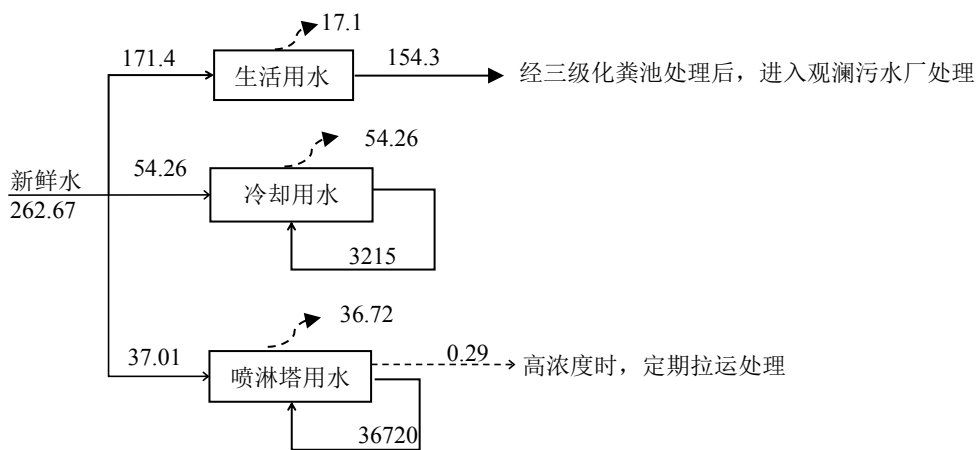 17.1
171.4
生活用水
154.3
经三级化粪池处理后，进入观澜污水厂处理
54.26
新鲜水
262.67
54.26
冷却用水
3215
36.72
37.01
喷淋塔用水
0.29
高浓度时，定期拉运处理
36720